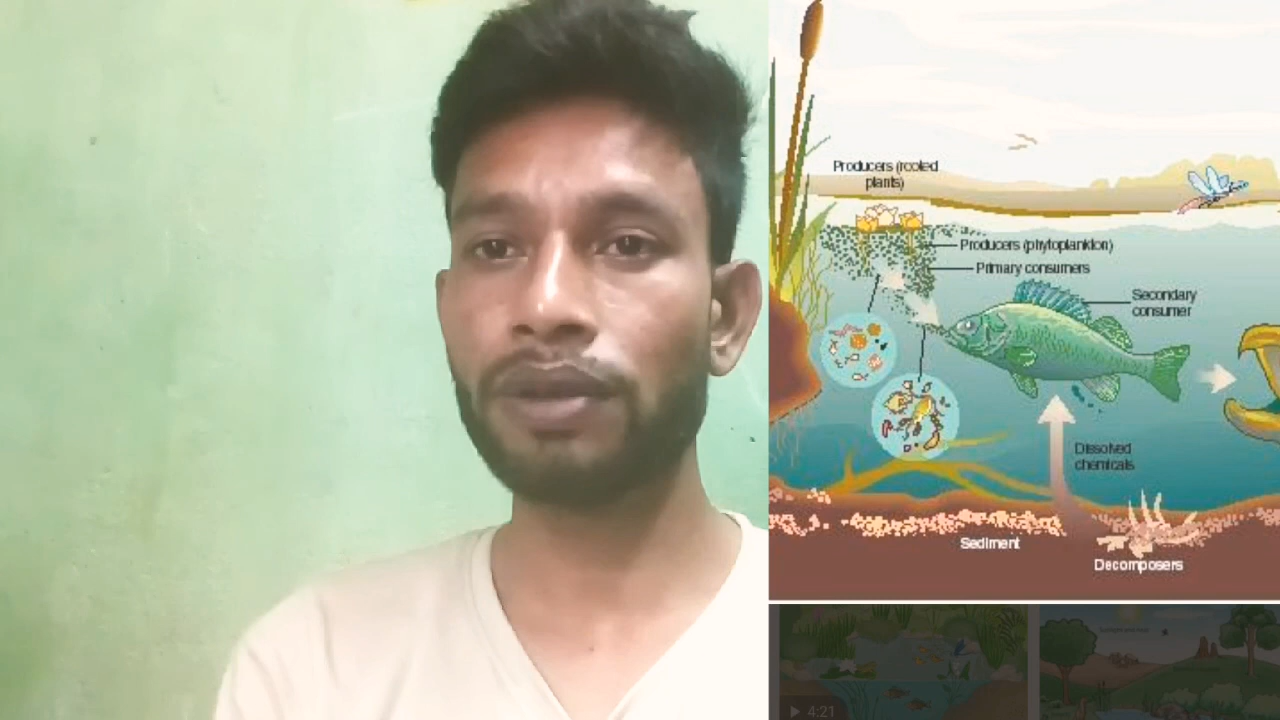 Producers (rooted
plants)
Producers (phytoplankton)
Primary consumers
Secondary
consumer
Dissolved
chemicals
Sediment
Decomposers
4:21